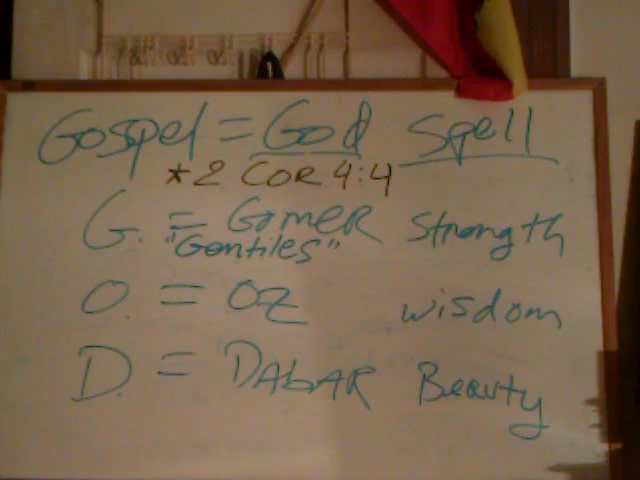 Gospel = God Spell
*2 COR 4:4
G. = GOMER Strength
"Gentiles"
O. = OZ wisdom
D. = DAbAR Beauty